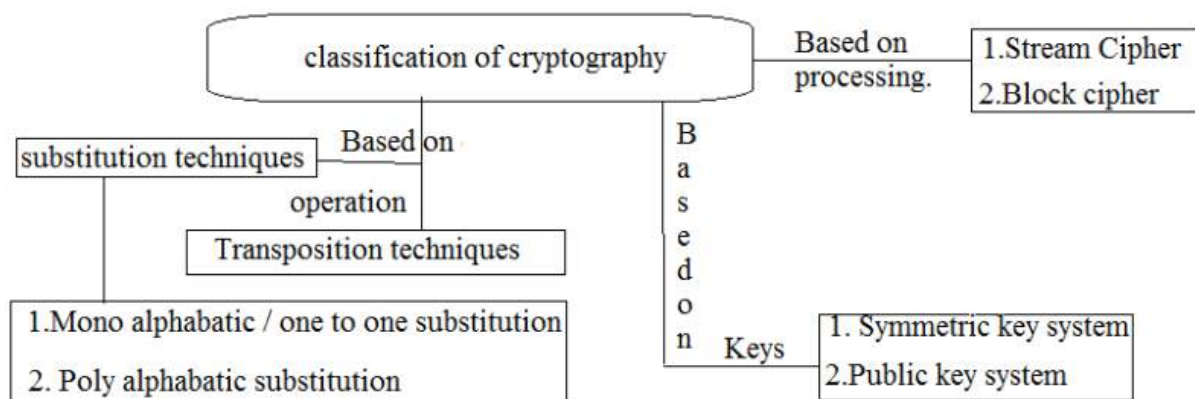 classification of cryptography
Based on
processing.
1.Stream Cipher
2.Block cipher
substitution techniques
Based on
operation
Transposition techniques
1.Mono alphabatic / one to one substitution
2. Poly alphabatic substitution
Based on
Keys
1. Symmetric key system
2.Public key system